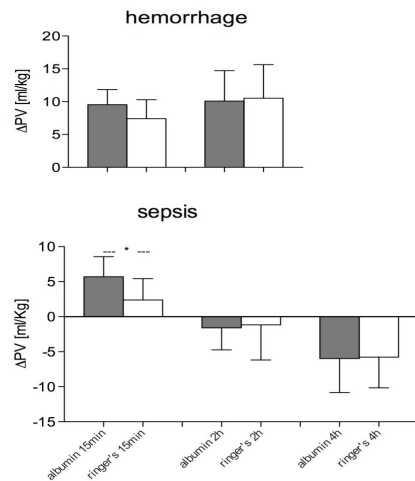 hemorrhage
ΔPV [ml/kg]
20
15
10
5
0
sepsis
ΔPV [ml/Kg]
10
5
0
-5
-10
-15
--- * ---
albumin 15min
ringer's 15min
albumin 2h
ringer's 2h
albumin 4h
ringer's 4h